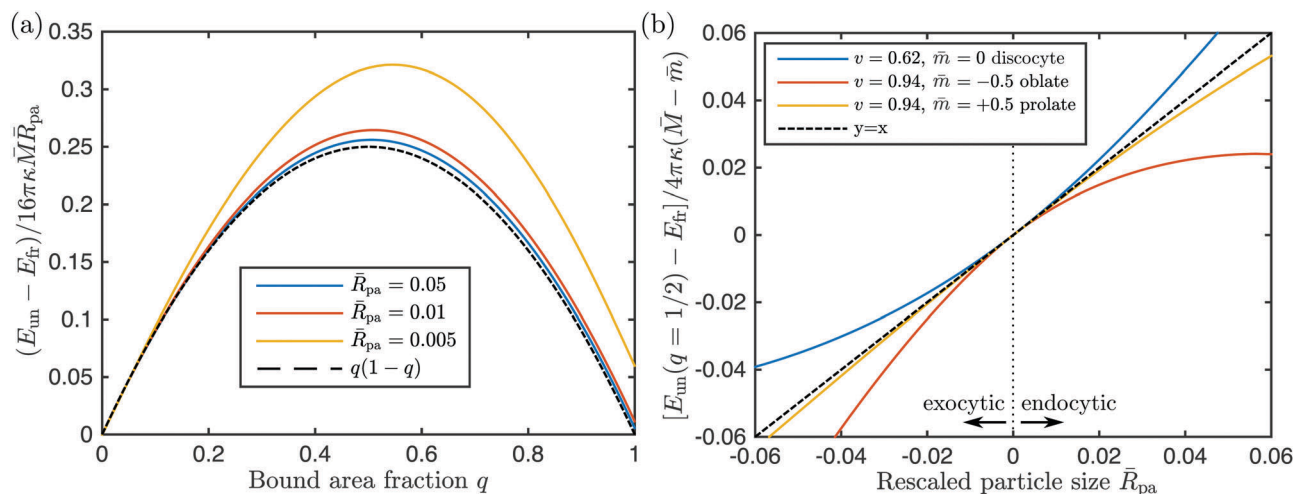 (a)
(E_un − E_fr)/16πκM̄R̄_pa
0.35
0.3
0.25
0.2
0.15
0.1
0.05
0
R̄_pa = 0.05
R̄_pa = 0.01
R̄_pa = 0.005
q(1 − q)
0 0.2 0.4 0.6 0.8 1
Bound area fraction q
(b)
[E_un(q = 1/2) − E_fr]/4πκ(M̄ − m̄)
0.06
0.04
0.02
0
-0.02
-0.04
-0.06
v = 0.62, m̄ = 0 discocyte
v = 0.94, m̄ = −0.5 oblate
v = 0.94, m̄ = +0.5 prolate
y=x
exocytic endocytic
-0.06 -0.04 -0.02 0 0.02 0.04 0.06
Rescaled particle size R̄_pa